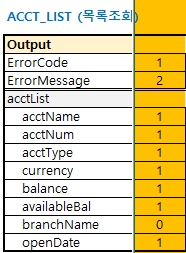 ACCT_LIST (목록조회)
Output
ErrorCode 1
ErrorMessage 2
acctList
acctName 1
acctNum 1
acctType 1
currency 1
balance 1
availableBal 1
branchName 0
openDate 1